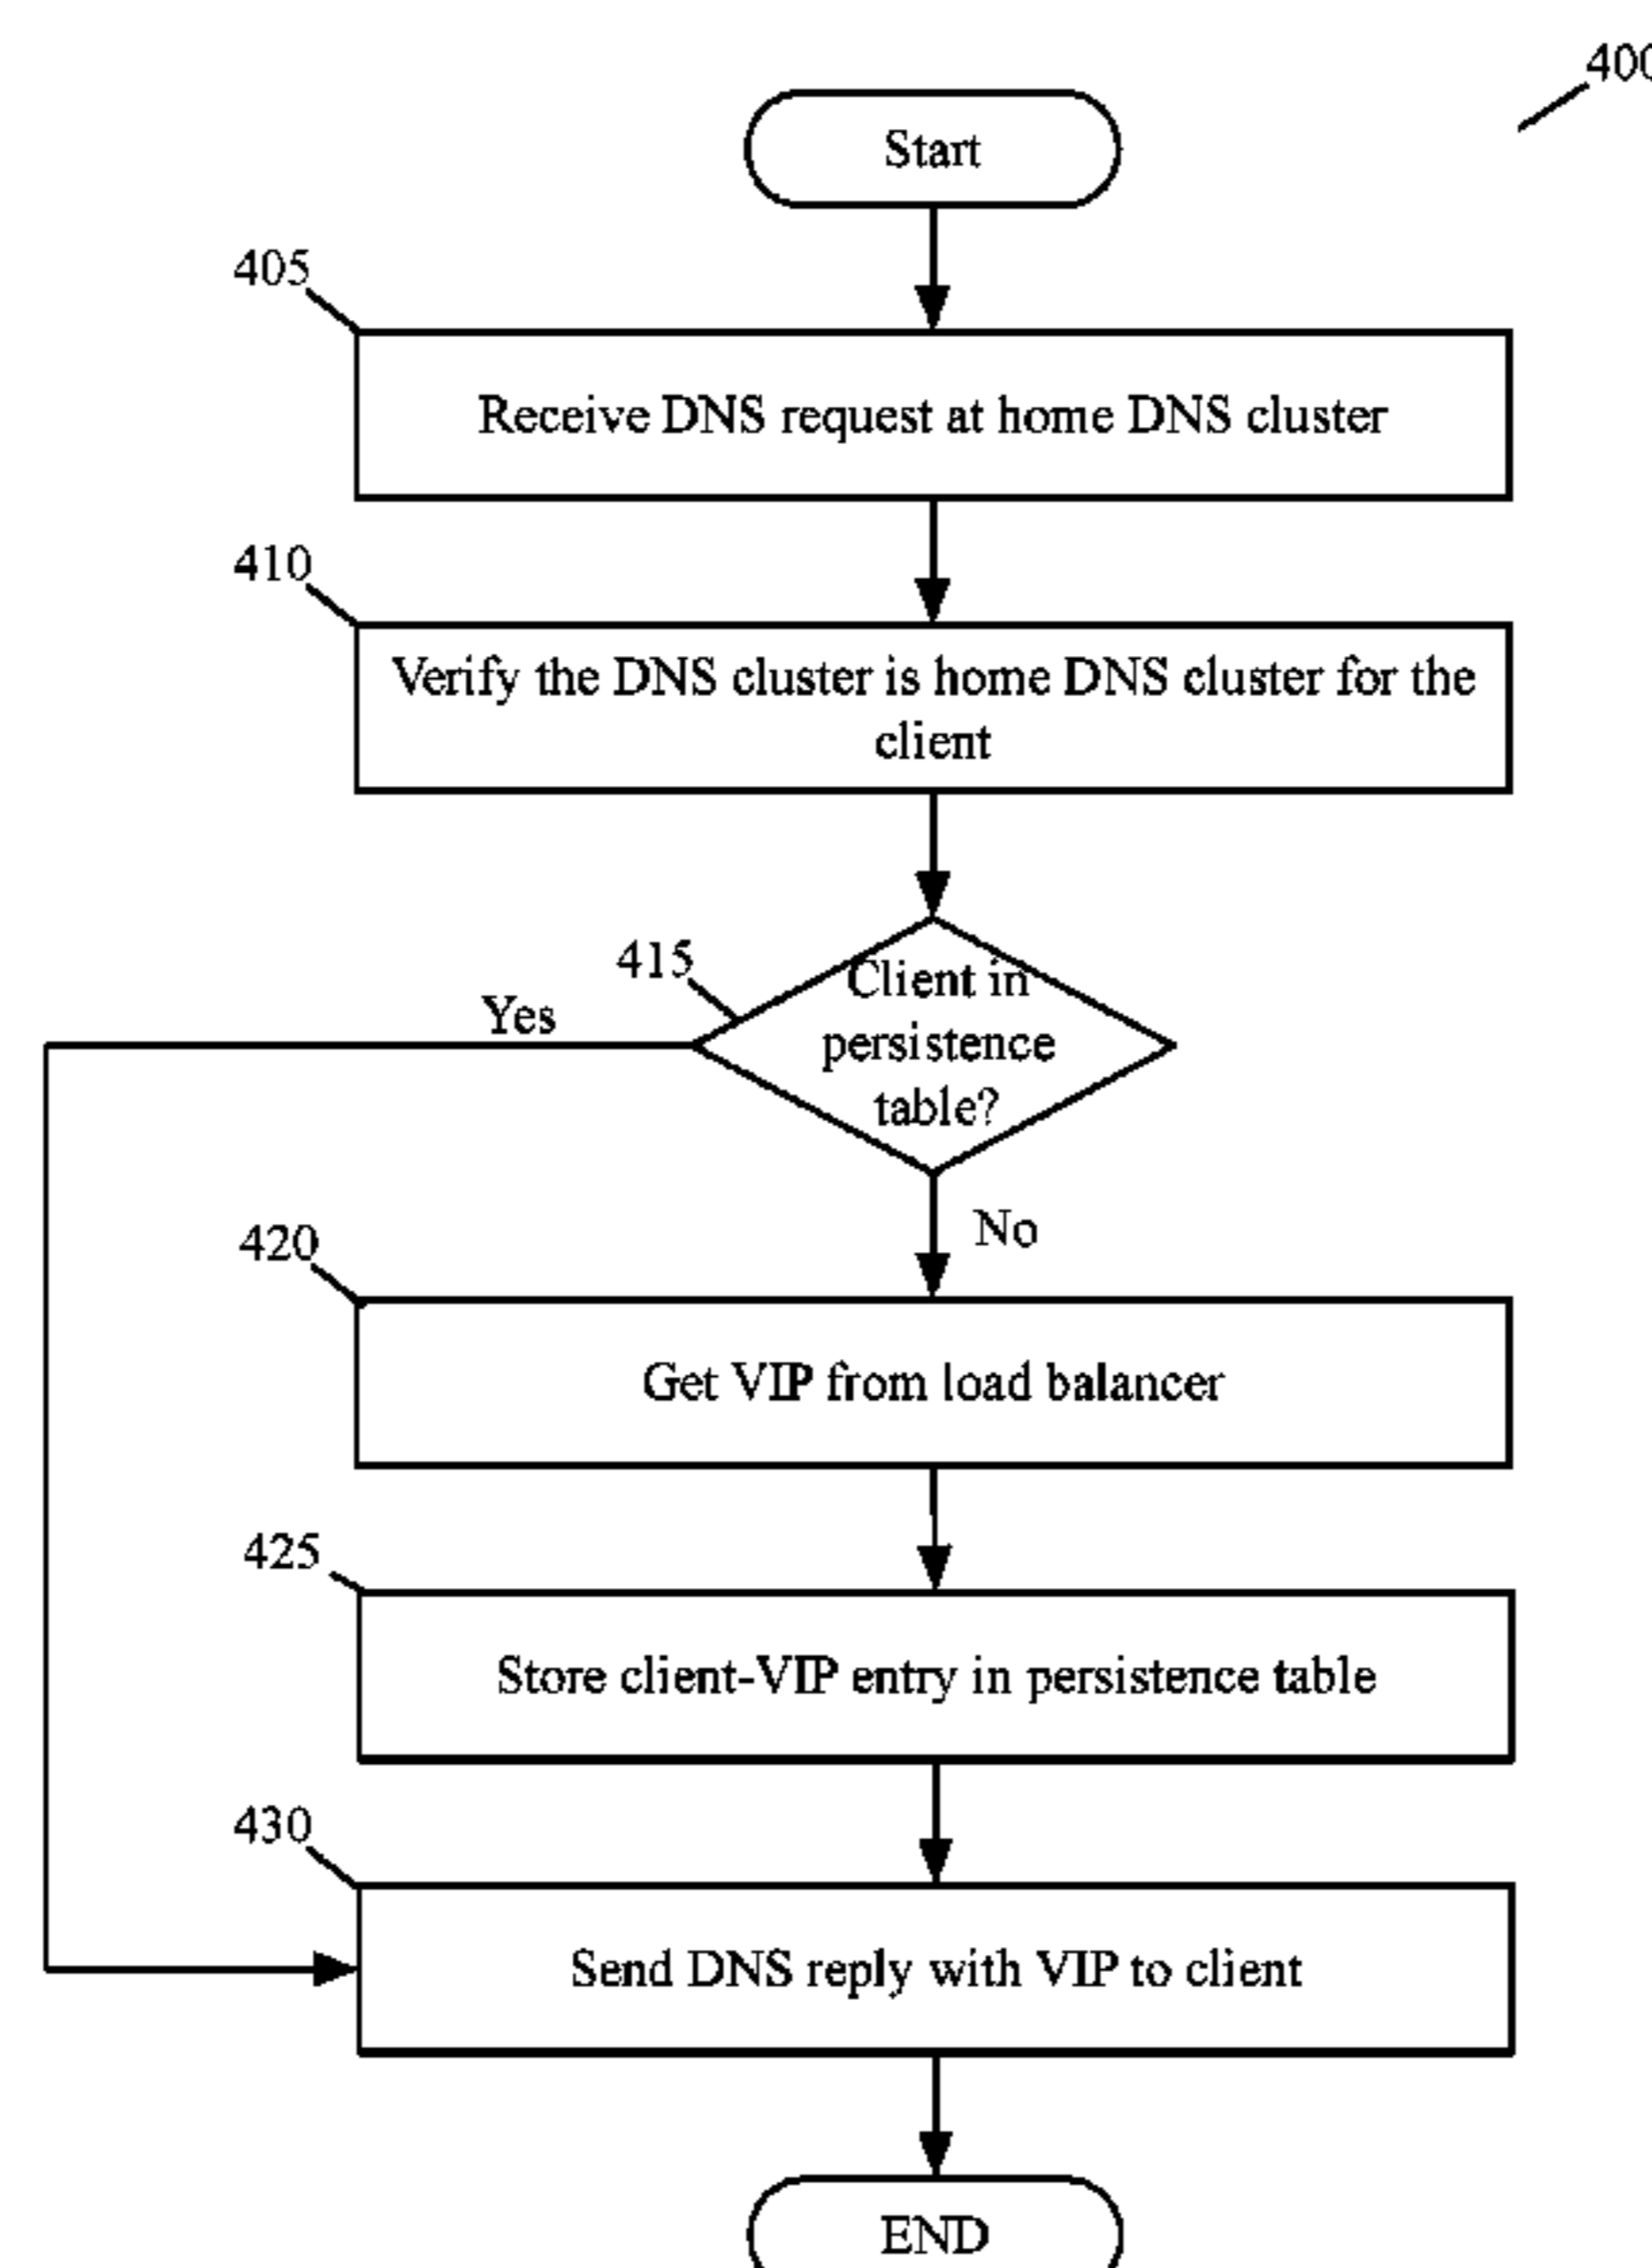 400
Start
405
Receive DNS request at home DNS cluster
410
Verify the DNS cluster is home DNS cluster for the
client
415
Yes
Client in
persistence
table?
No
420
Get VIP from load balancer
425
Store client-VIP entry in persistence table
430
Send DNS reply with VIP to client
END